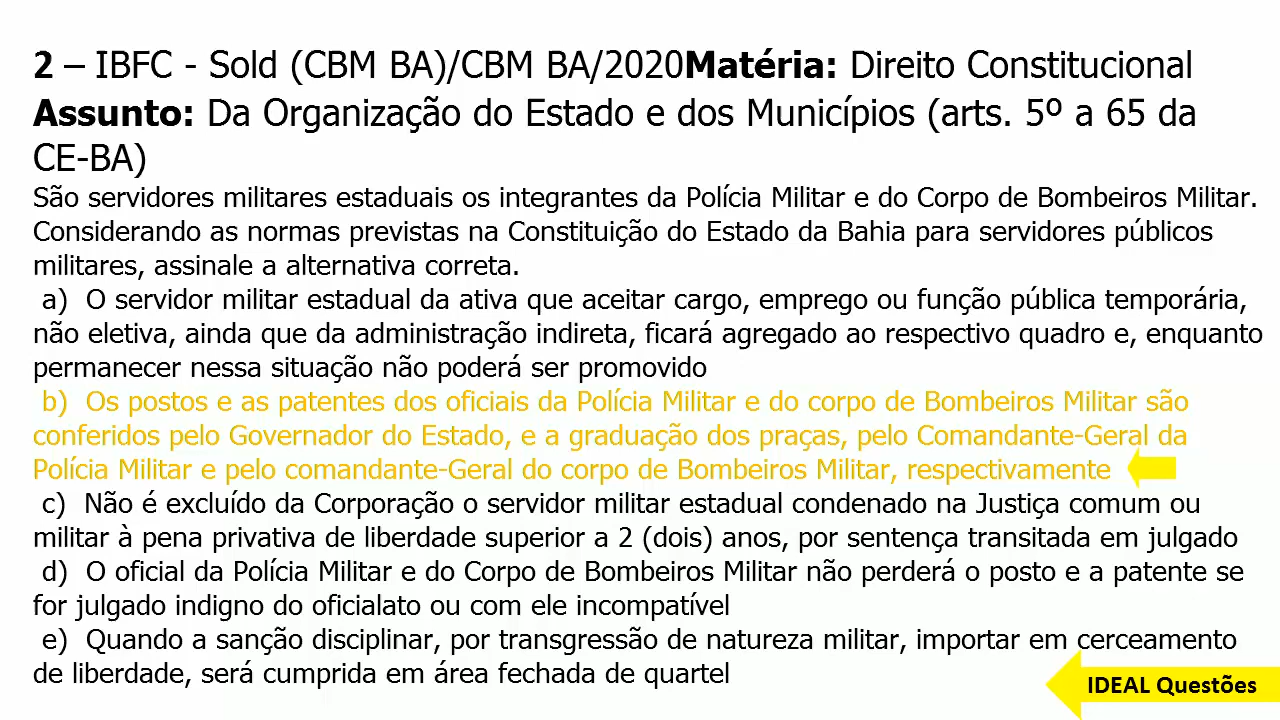 2 – IBFC - Sold (CBM BA)/CBM BA/2020Matéria: Direito Constitucional
Assunto: Da Organização do Estado e dos Municípios (arts. 5º a 65 da
CE-BA)
São servidores militares estaduais os integrantes da Polícia Militar e do Corpo de Bombeiros Militar.
Considerando as normas previstas na Constituição do Estado da Bahia para servidores públicos
militares, assinale a alternativa correta.
a) O servidor militar estadual da ativa que aceitar cargo, emprego ou função pública temporária,
não eletiva, ainda que da administração indireta, ficará agregado ao respectivo quadro e, enquanto
permanecer nessa situação não poderá ser promovido
b) Os postos e as patentes dos oficiais da Polícia Militar e do corpo de Bombeiros Militar são
conferidos pelo Governador do Estado, e a graduação dos praças, pelo Comandante-Geral da
Polícia Militar e pelo comandante-Geral do corpo de Bombeiros Militar, respectivamente
c) Não é excluído da Corporação o servidor militar estadual condenado na Justiça comum ou
militar à pena privativa de liberdade superior a 2 (dois) anos, por sentença transitada em julgado
d) O oficial da Polícia Militar e do Corpo de Bombeiros Militar não perderá o posto e a patente se
for julgado indigno do oficialato ou com ele incompatível
e) Quando a sanção disciplinar, por transgressão de natureza militar, importar em cerceamento
de liberdade, será cumprida em área fechada de quartel
IDEAL Questões